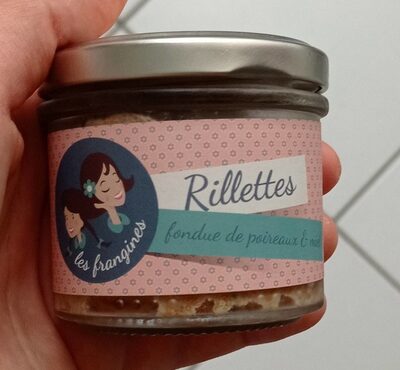 Rillettes
fondue de poireaux &
les frangines